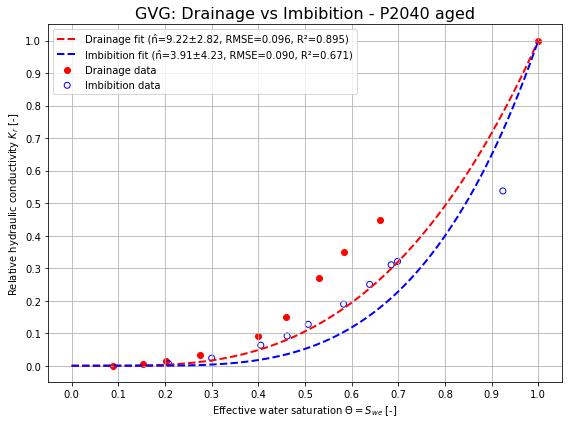 GVG: Drainage vs Imbibition - P2040 aged
Drainage fit (n̂=9.22±2.82, RMSE=0.096, R²=0.895)
Imbibition fit (n̂=3.91±4.23, RMSE=0.090, R²=0.671)
Drainage data
Imbibition data
Relative hydraulic conductivity Kᵣ [-]
1.0
0.9
0.8
0.7
0.6
0.5
0.4
0.3
0.2
0.1
0.0
0.0 0.1 0.2 0.3 0.4 0.5 0.6 0.7 0.8 0.9 1.0
Effective water saturation Θ = Swe [-]